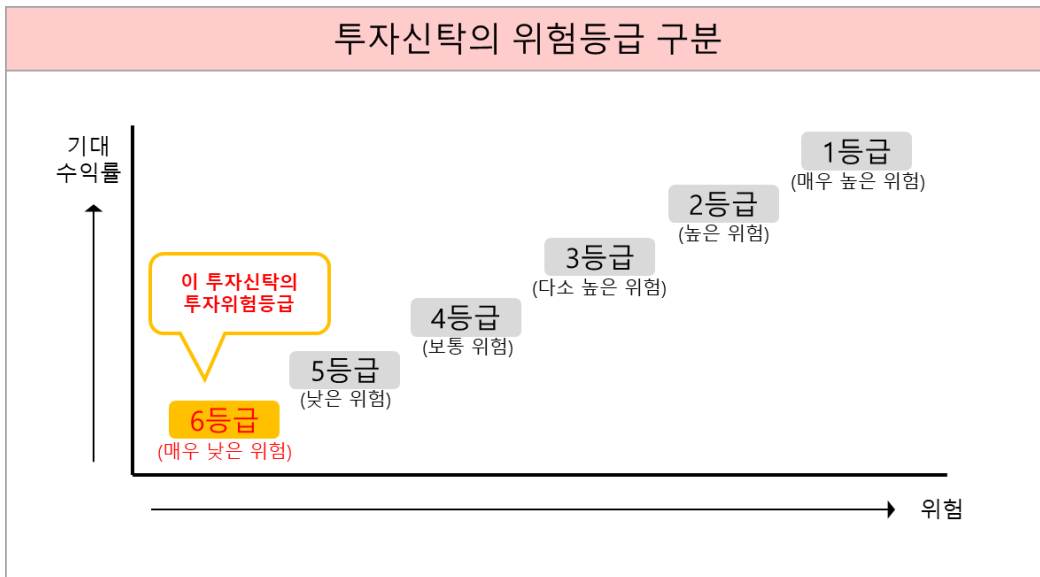 투자신탁의 위험등급 구분
기대
수익률
1등급
(매우 높은 위험)
2등급
(높은 위험)
3등급
(다소 높은 위험)
이 투자신탁의
투자위험등급
4등급
(보통 위험)
5등급
(낮은 위험)
6등급
(매우 낮은 위험)
위험